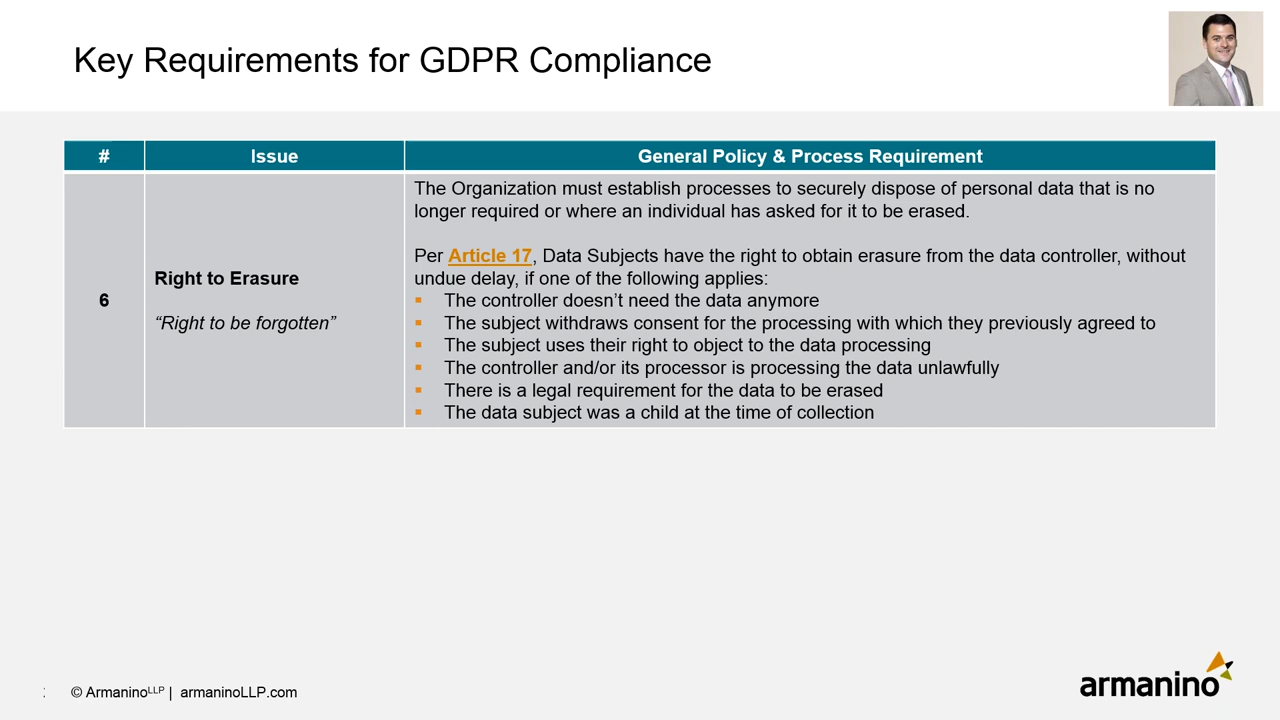 Key Requirements for GDPR Compliance
# Issue General Policy & Process Requirement
6
Right to Erasure
“Right to be forgotten”
The Organization must establish processes to securely dispose of personal data that is no
longer required or where an individual has asked for it to be erased.
Per Article 17, Data Subjects have the right to obtain erasure from the data controller, without
undue delay, if one of the following applies:
▪ The controller doesn’t need the data anymore
▪ The subject withdraws consent for the processing with which they previously agreed to
▪ The subject uses their right to object to the data processing
▪ The controller and/or its processor is processing the data unlawfully
▪ There is a legal requirement for the data to be erased
▪ The data subject was a child at the time of collection
© ArmaninoLLP | armaninoLLP.com
armanino